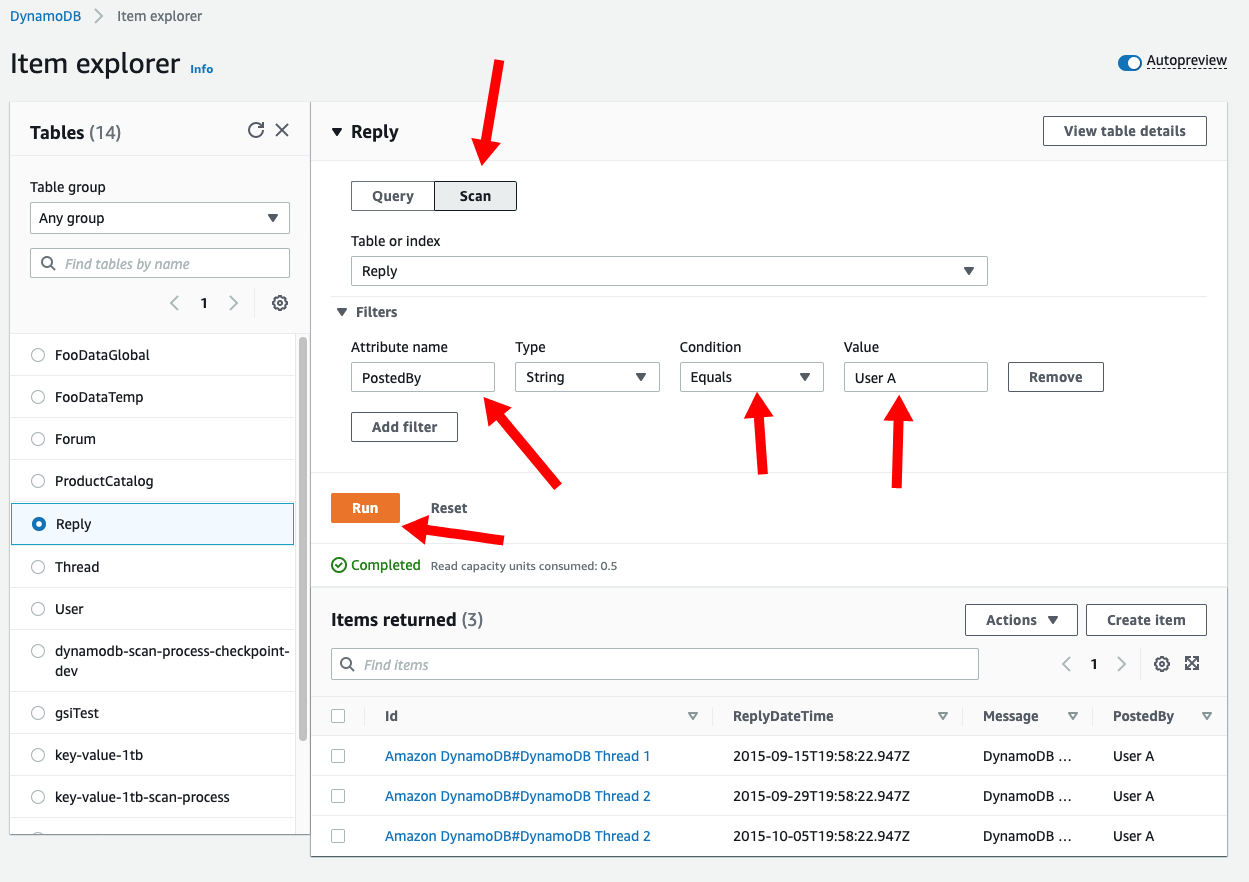 DynamoDB > Item explorer
Item explorer Info
Autopreview
Tables (14)
Table group
Any group
Find tables by name
1
FooDataGlobal
FooDataTemp
Forum
ProductCatalog
Reply
Thread
User
dynamodb-scan-process-checkpoint-
dev
gsiTest
key-value-1tb
key-value-1tb-scan-process
Reply
View table details
Query Scan
Table or index
Reply
Filters
Attribute name Type Condition Value
PostedBy String Equals User A Remove
Add filter
Run Reset
Completed Read capacity units consumed: 0.5
Items returned (3)
Actions Create item
Find items
1
Id ReplyDateTime Message PostedBy
Amazon DynamoDB#DynamoDB Thread 1 2015-09-15T19:58:22.947Z DynamoDB ... User A
Amazon DynamoDB#DynamoDB Thread 2 2015-09-29T19:58:22.947Z DynamoDB ... User A
Amazon DynamoDB#DynamoDB Thread 2 2015-10-05T19:58:22.947Z DynamoDB ... User A